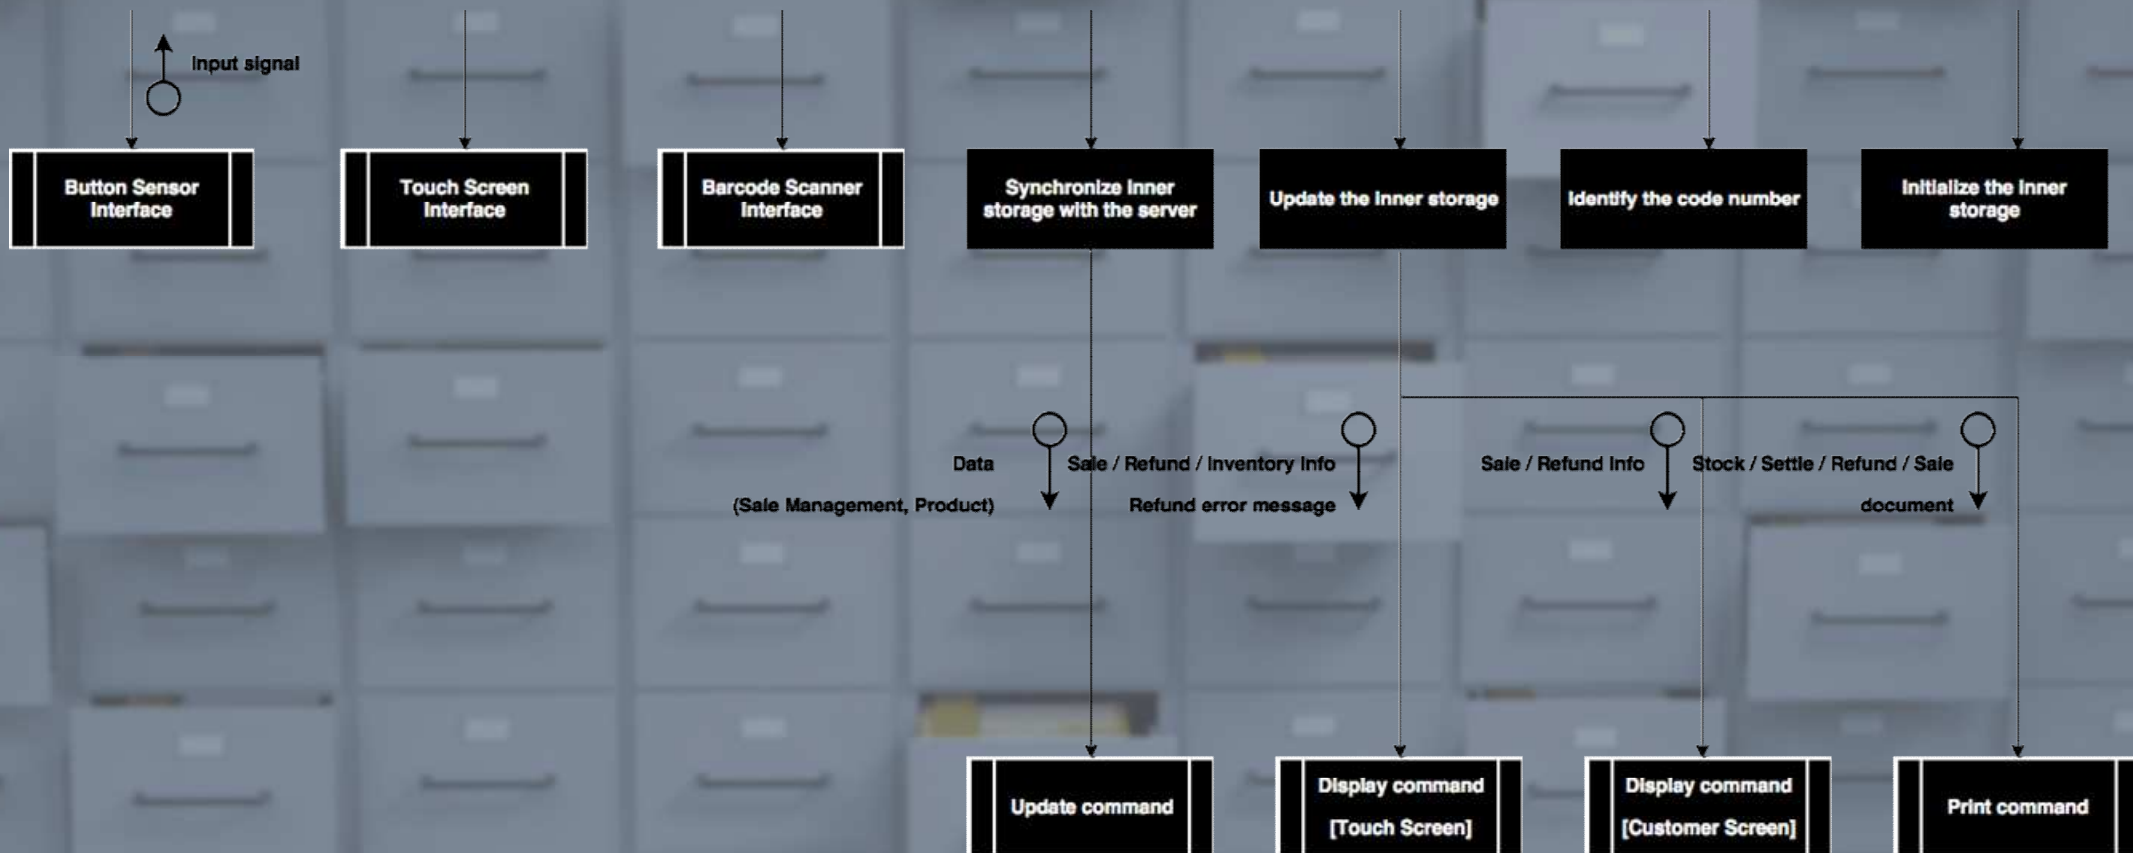 Input signal
Button Sensor
Interface
Touch Screen
Interface
Barcode Scanner
Interface
Synchronize inner
storage with the server
Update the inner storage
Identify the code number
Initialize the inner
storage
Data
(Sale Management, Product)
Sale / Refund / Inventory Info
Refund error message
Sale / Refund Info
Stock / Settle / Refund / Sale
document
Update command
Display command
[Touch Screen]
Display command
[Customer Screen]
Print command